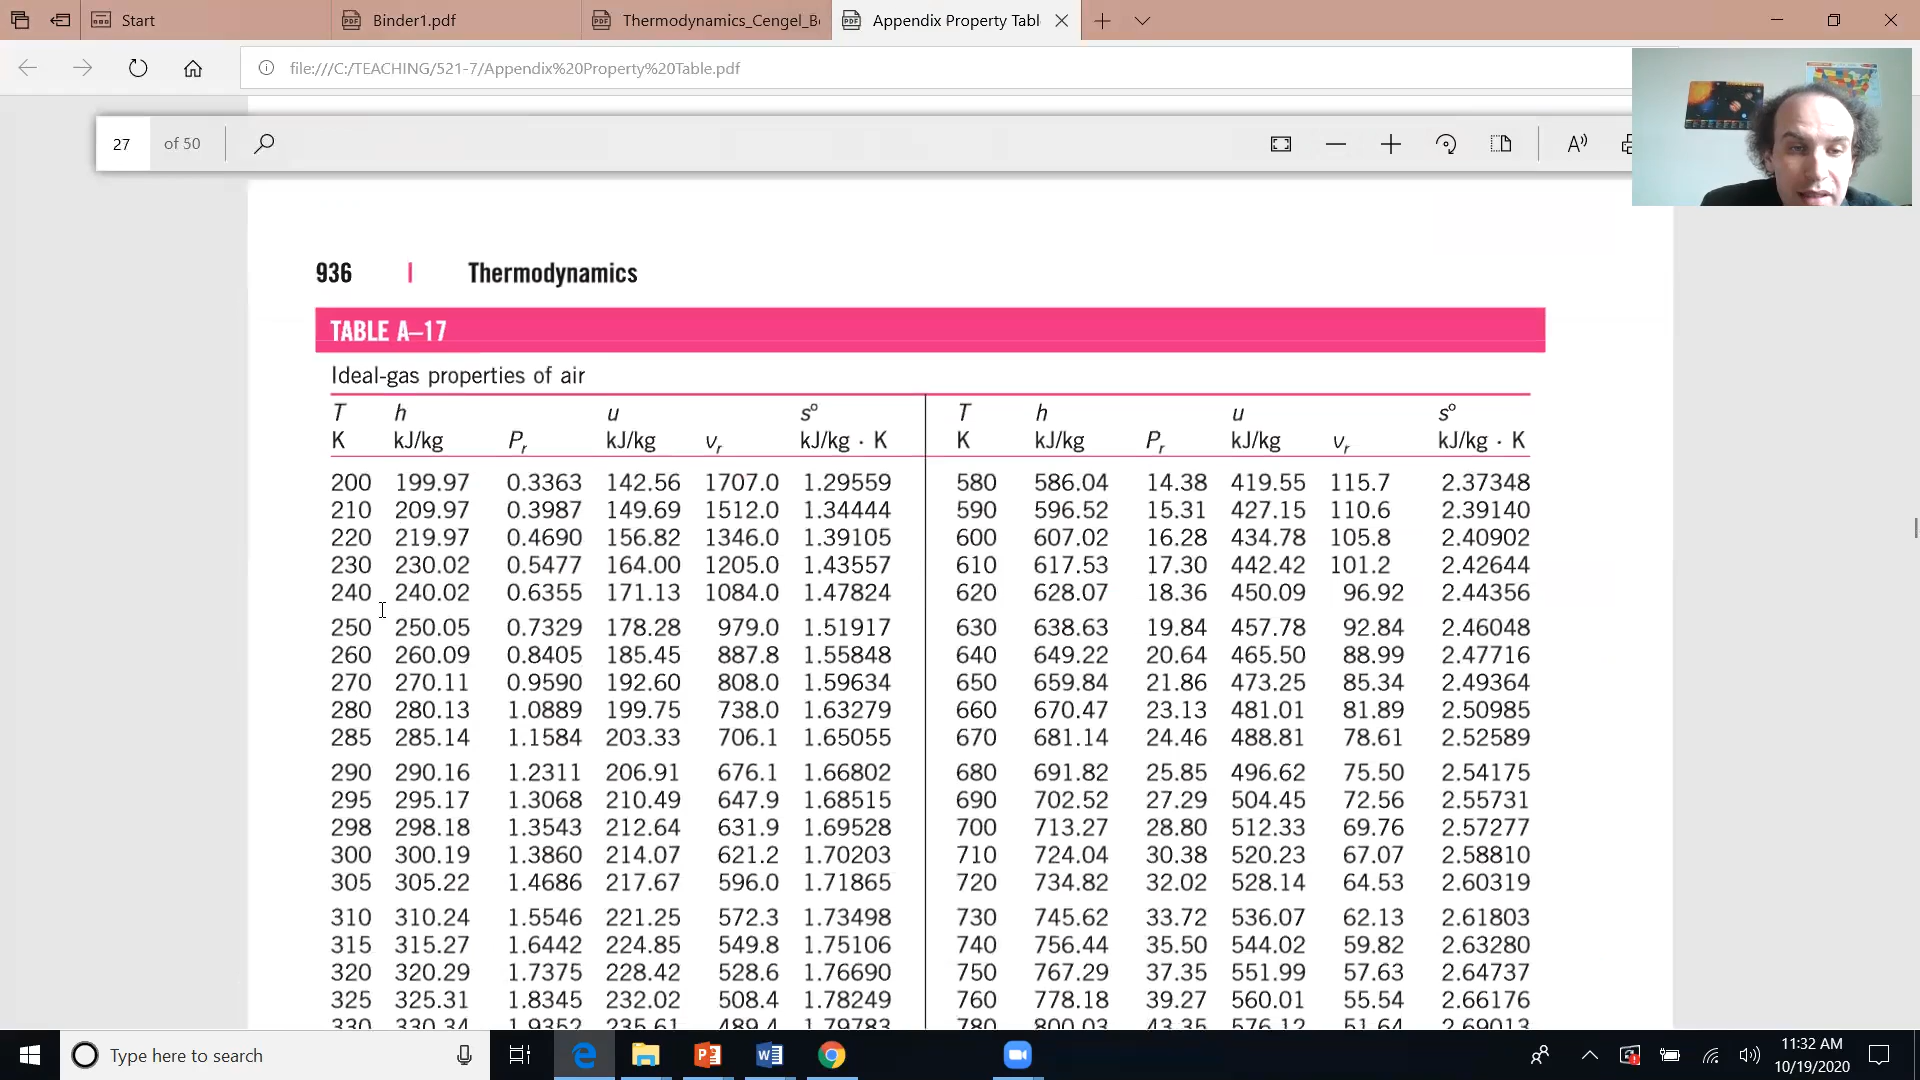 Start
Binder1.pdf
Thermodynamics_Cengel_B
Appendix Property Tabl
file:///C:/TEACHING/521-7/Appendix%20Property%20Table.pdf
27 of 50
936 | Thermodynamics
TABLE A–17
Ideal-gas properties of air
T h u s° T h u s°
K kJ/kg Pr kJ/kg vr kJ/kg · K K kJ/kg Pr kJ/kg vr kJ/kg · K
200 199.97 0.3363 142.56 1707.0 1.29559 580 586.04 14.38 419.55 115.7 2.37348
210 209.97 0.3987 149.69 1512.0 1.34444 590 596.52 15.31 427.15 110.6 2.39140
220 219.97 0.4690 156.82 1346.0 1.39105 600 607.02 16.28 434.78 105.8 2.40902
230 230.02 0.5477 164.00 1205.0 1.43557 610 617.53 17.30 442.42 101.2 2.42644
240 240.02 0.6355 171.13 1084.0 1.47824 620 628.07 18.36 450.09 96.92 2.44356
250 250.05 0.7329 178.28 979.0 1.51917 630 638.63 19.84 457.78 92.84 2.46048
260 260.09 0.8405 185.45 887.8 1.55848 640 649.22 20.64 465.50 88.99 2.47716
270 270.11 0.9590 192.60 808.0 1.59634 650 659.84 21.86 473.25 85.34 2.49364
280 280.13 1.0889 199.75 738.0 1.63279 660 670.47 23.13 481.01 81.89 2.50985
285 285.14 1.1584 203.33 706.1 1.65055 670 681.14 24.46 488.81 78.61 2.52589
290 290.16 1.2311 206.91 676.1 1.66802 680 691.82 25.85 496.62 75.50 2.54175
295 295.17 1.3068 210.49 647.9 1.68515 690 702.52 27.29 504.45 72.56 2.55731
298 298.18 1.3543 212.64 631.9 1.69528 700 713.27 28.80 512.33 69.76 2.57277
300 300.19 1.3860 214.07 621.2 1.70203 710 724.04 30.38 520.23 67.07 2.58810
305 305.22 1.4686 217.67 596.0 1.71865 720 734.82 32.02 528.14 64.53 2.60319
310 310.24 1.5546 221.25 572.3 1.73498 730 745.62 33.72 536.07 62.13 2.61803
315 315.27 1.6442 224.85 549.8 1.75106 740 756.44 35.50 544.02 59.82 2.63280
320 320.29 1.7375 228.42 528.6 1.76690 750 767.29 37.35 551.99 57.63 2.64737
325 325.31 1.8345 232.02 508.4 1.78249 760 778.18 39.27 560.01 55.54 2.66176
330 330.34 1.9352 235.61 489.4 1.79783 780 800.03 43.35 576.12 51.64 2.69013
Type here to search
11:32 AM
10/19/2020